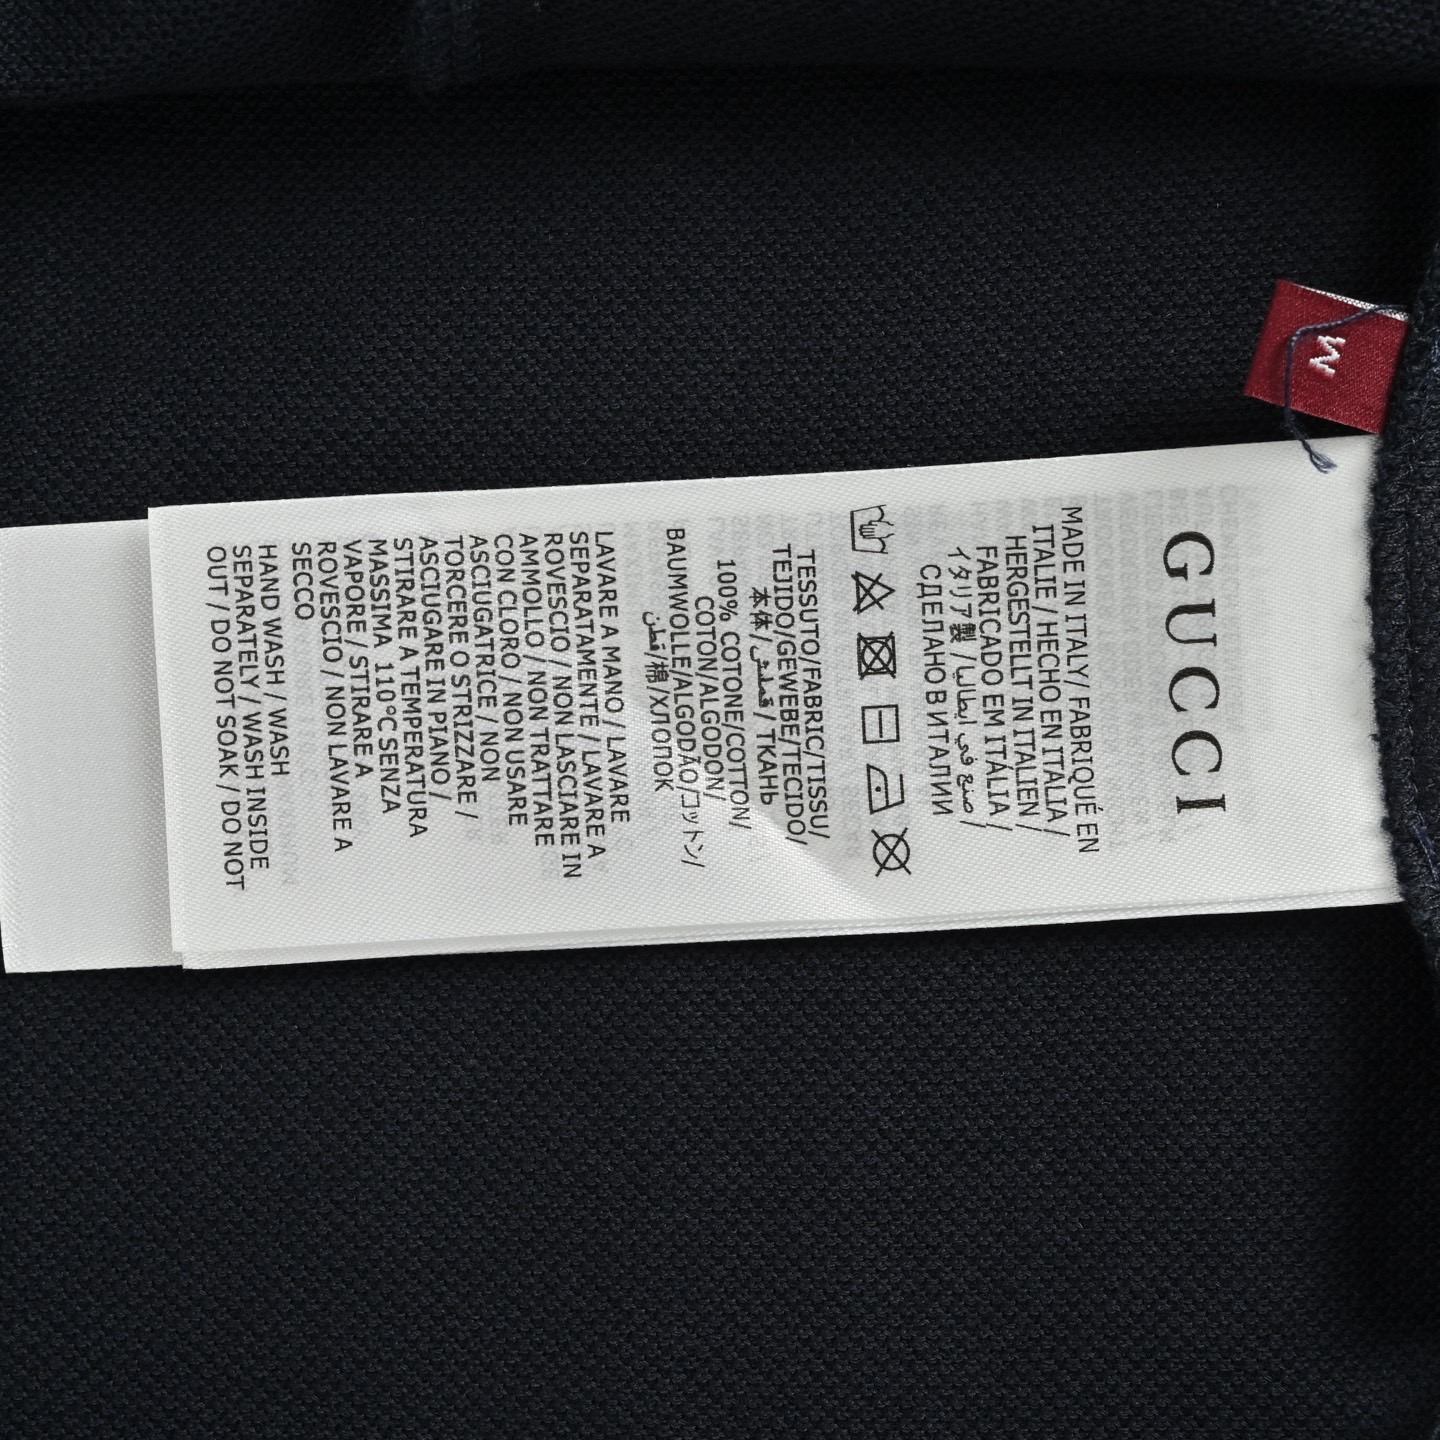 M
GUCCI
MADE IN ITALY/ FABRIQUÉ EN
ITALIE / HECHO EN ITALIA /
HERGESTELLT IN ITALIEN /
FABRICADO EM ITÁLIA /
イタリア製 / صنع في ايطاليا /
СДЕЛАНО В ИТАЛИИ
TESSUTO/FABRIC/TISSU/
TEJIDO/GEWEBE/TECIDO/
本体 / قماش / ТКАНЬ
100% COTONE/COTTON/
COTON/ALGODON/
BAUMWOLLE/ALGODÃO/コットン/
قطن /棉/ХЛОПОК
LAVARE A MANO / LAVARE
SEPARATAMENTE / LAVARE A
ROVESCIO / NON LASCIARE IN
AMMOLLO / NON TRATTARE
CON CLORO / NON USARE
ASCIUGATRICE / NON
TORCERE O STRIZZARE /
ASCIUGARE IN PIANO /
STIRARE A TEMPERATURA
MASSIMA 110°C SENZA
VAPORE / STIRARE A
ROVESCIO / NON LAVARE A
SECCO
HAND WASH / WASH
SEPARATELY / WASH INSIDE
OUT / DO NOT SOAK / DO NOT